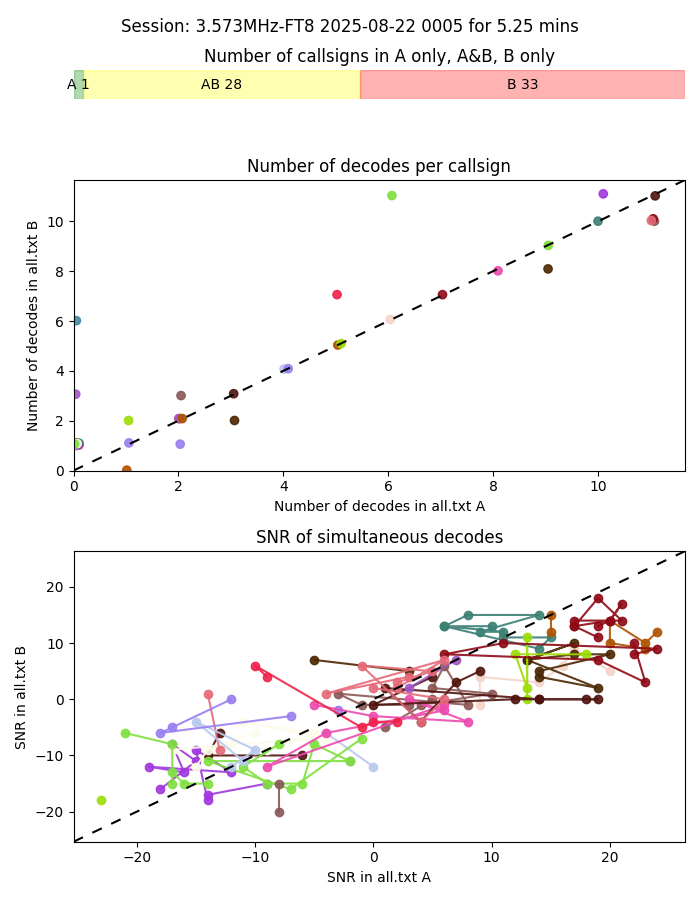 Session: 3.573MHz-FT8 2025-08-22 0005 for 5.25 mins
Number of callsigns in A only, A&B, B only
A 1 AB 28 B 33
Number of decodes per callsign
Number of decodes in all.txt B
10
8
6
4
2
0
0 2 4 6 8 10
Number of decodes in all.txt A
SNR of simultaneous decodes
SNR in all.txt B
20
10
0
−10
−20
−20 −10 0 10 20
SNR in all.txt A